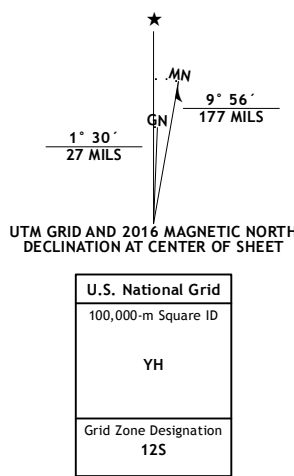 ★
MN
GN
9° 56´
177 MILS
1° 30´
27 MILS
UTM GRID AND 2016 MAGNETIC NORTH
DECLINATION AT CENTER OF SHEET
U.S. National Grid
100,000-m Square ID
YH
Grid Zone Designation
12S